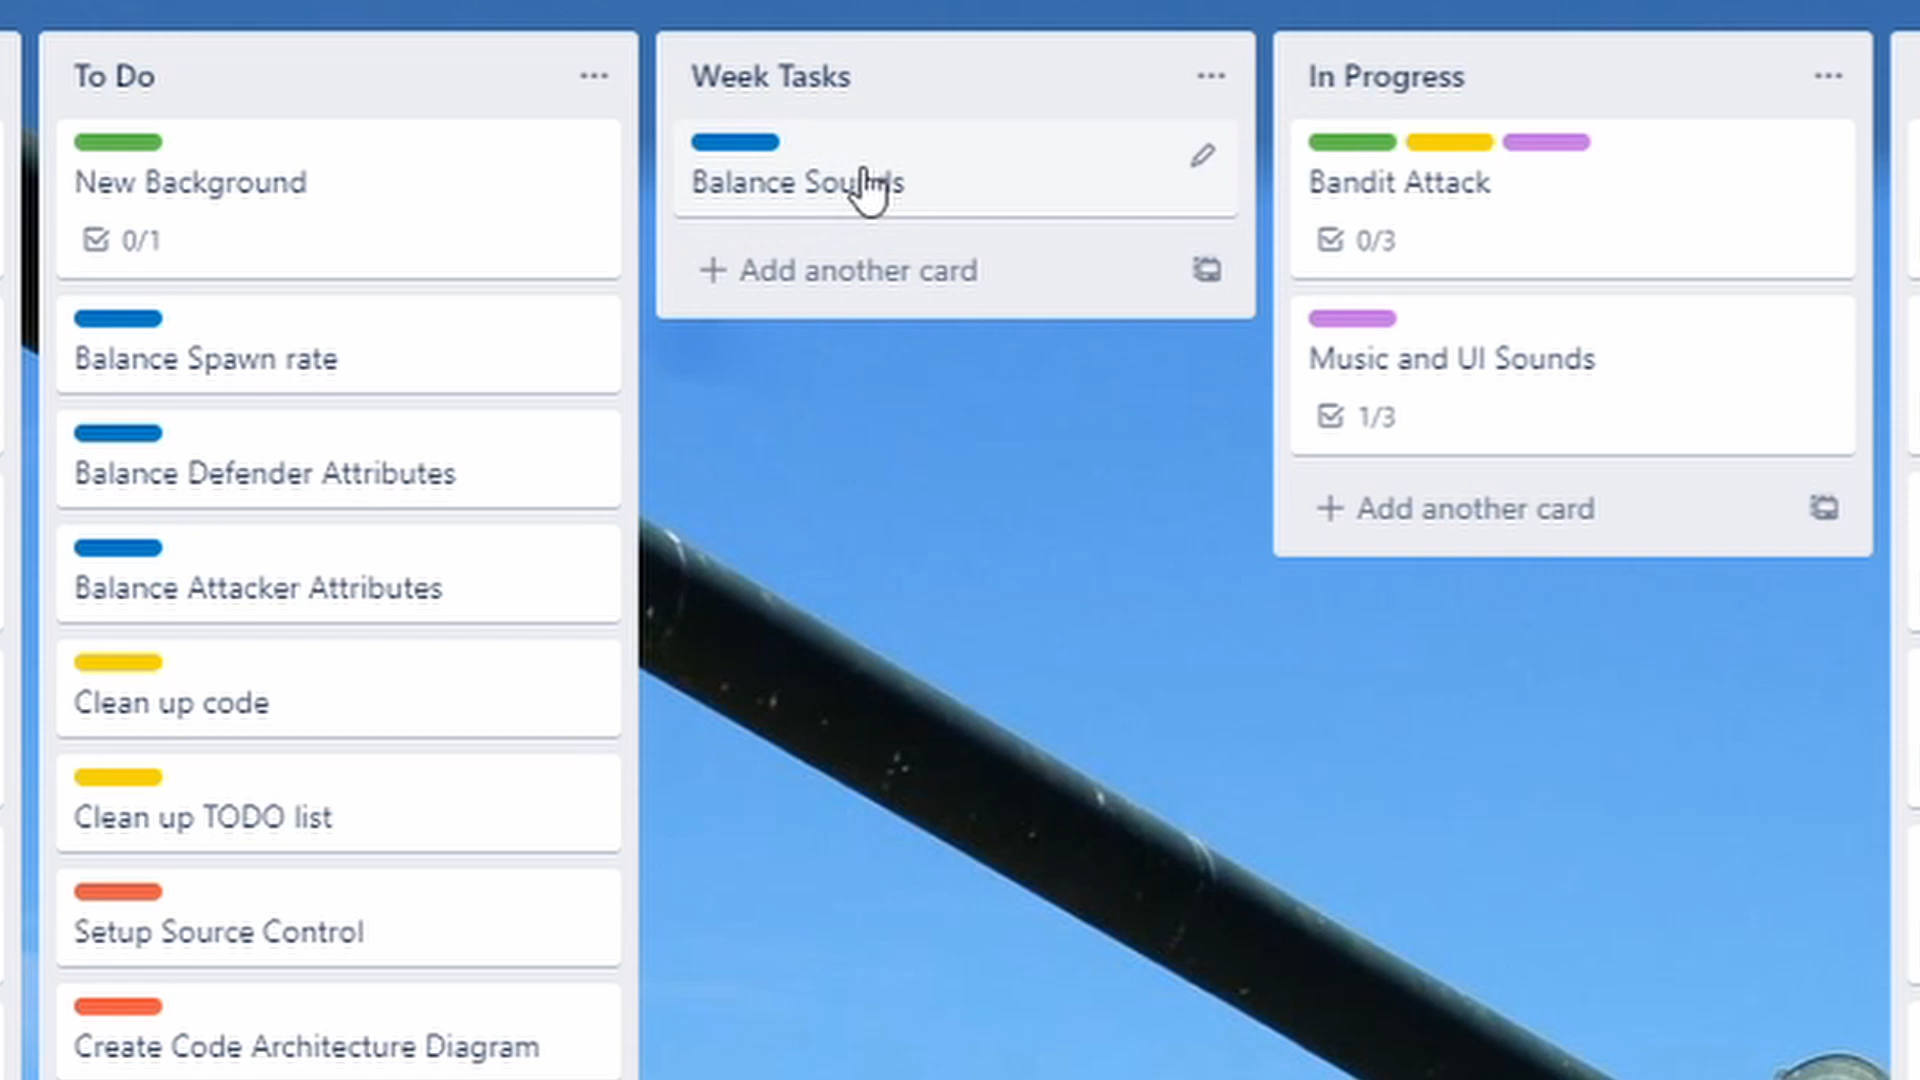 To Do
New Background
0/1
Balance Spawn rate
Balance Defender Attributes
Balance Attacker Attributes
Clean up code
Clean up TODO list
Setup Source Control
Create Code Architecture Diagram
Week Tasks
Balance Sounds
Add another card
In Progress
Bandit Attack
0/3
Music and UI Sounds
1/3
Add another card